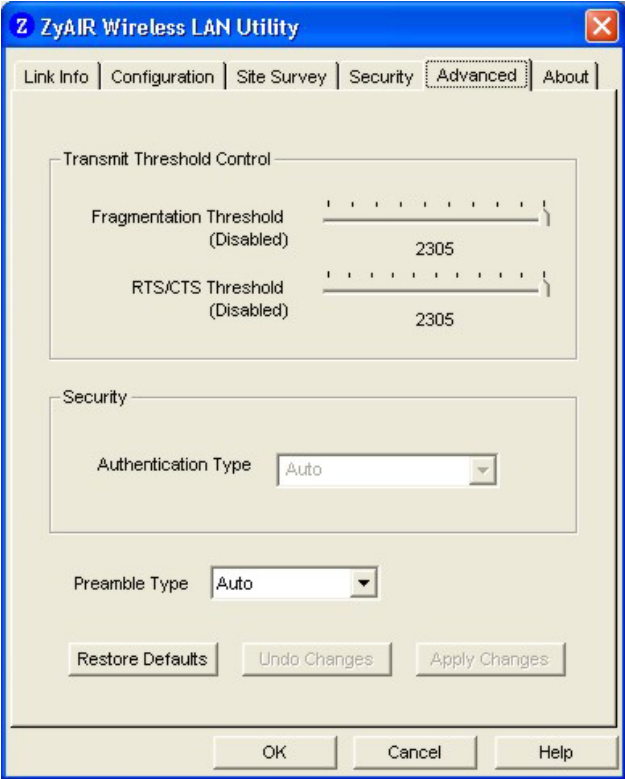 Z ZyAIR Wireless LAN Utility
Link Info Configuration Site Survey Security Advanced About
Transmit Threshold Control
Fragmentation Threshold
(Disabled)
2305
RTS/CTS Threshold
(Disabled)
2305
Security
Authentication Type Auto
Preamble Type Auto
Restore Defaults Undo Changes Apply Changes
OK Cancel Help